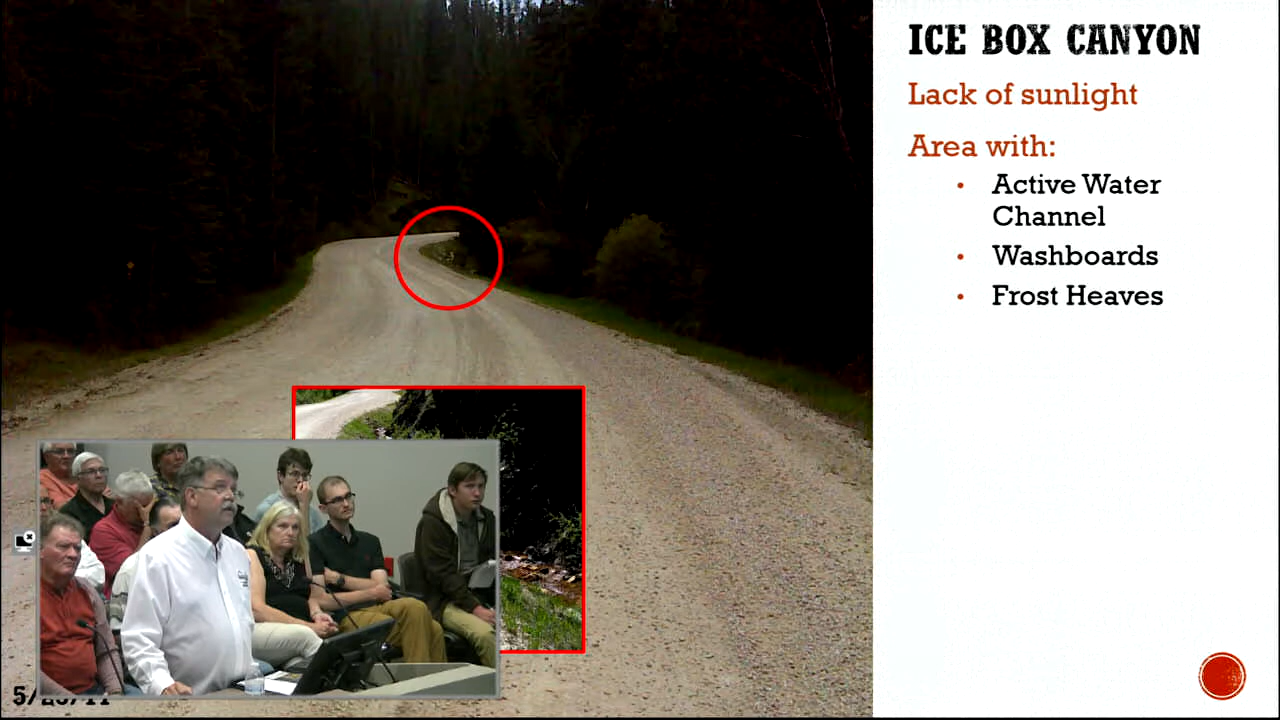 ICE BOX CANYON
Lack of sunlight
Area with:
• Active Water
Channel
• Washboards
• Frost Heaves